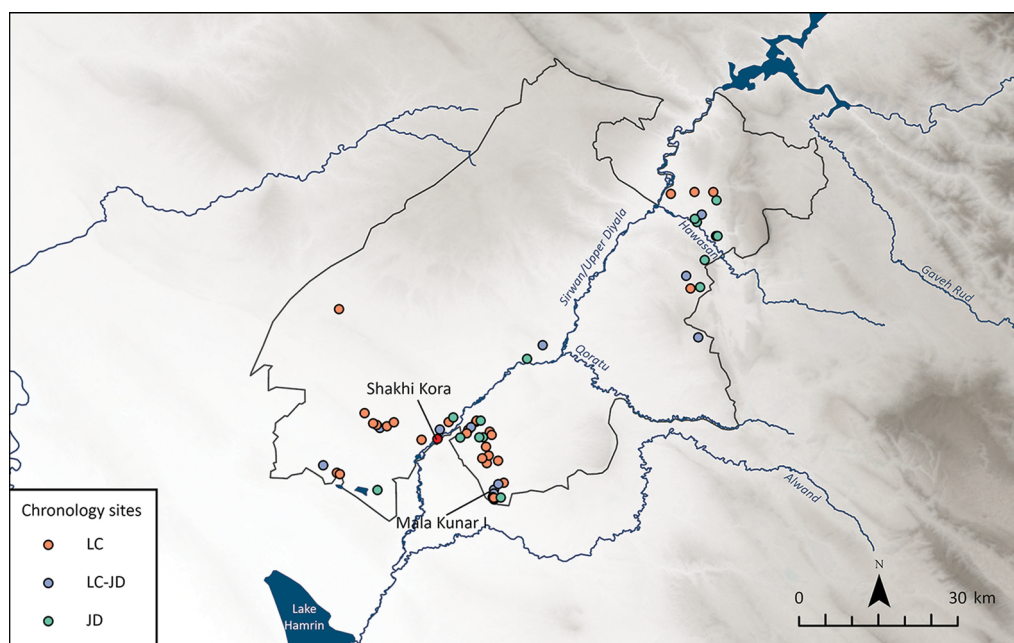 Sirwan/Upper Diyala
Hawasan
Gaveh Rud
Qoratu
Shakhi Kora
Mala Kunar I
Alwand
Chronology sites
LC
LC-JD
JD
Lake
Hamrin
N
0 30 km